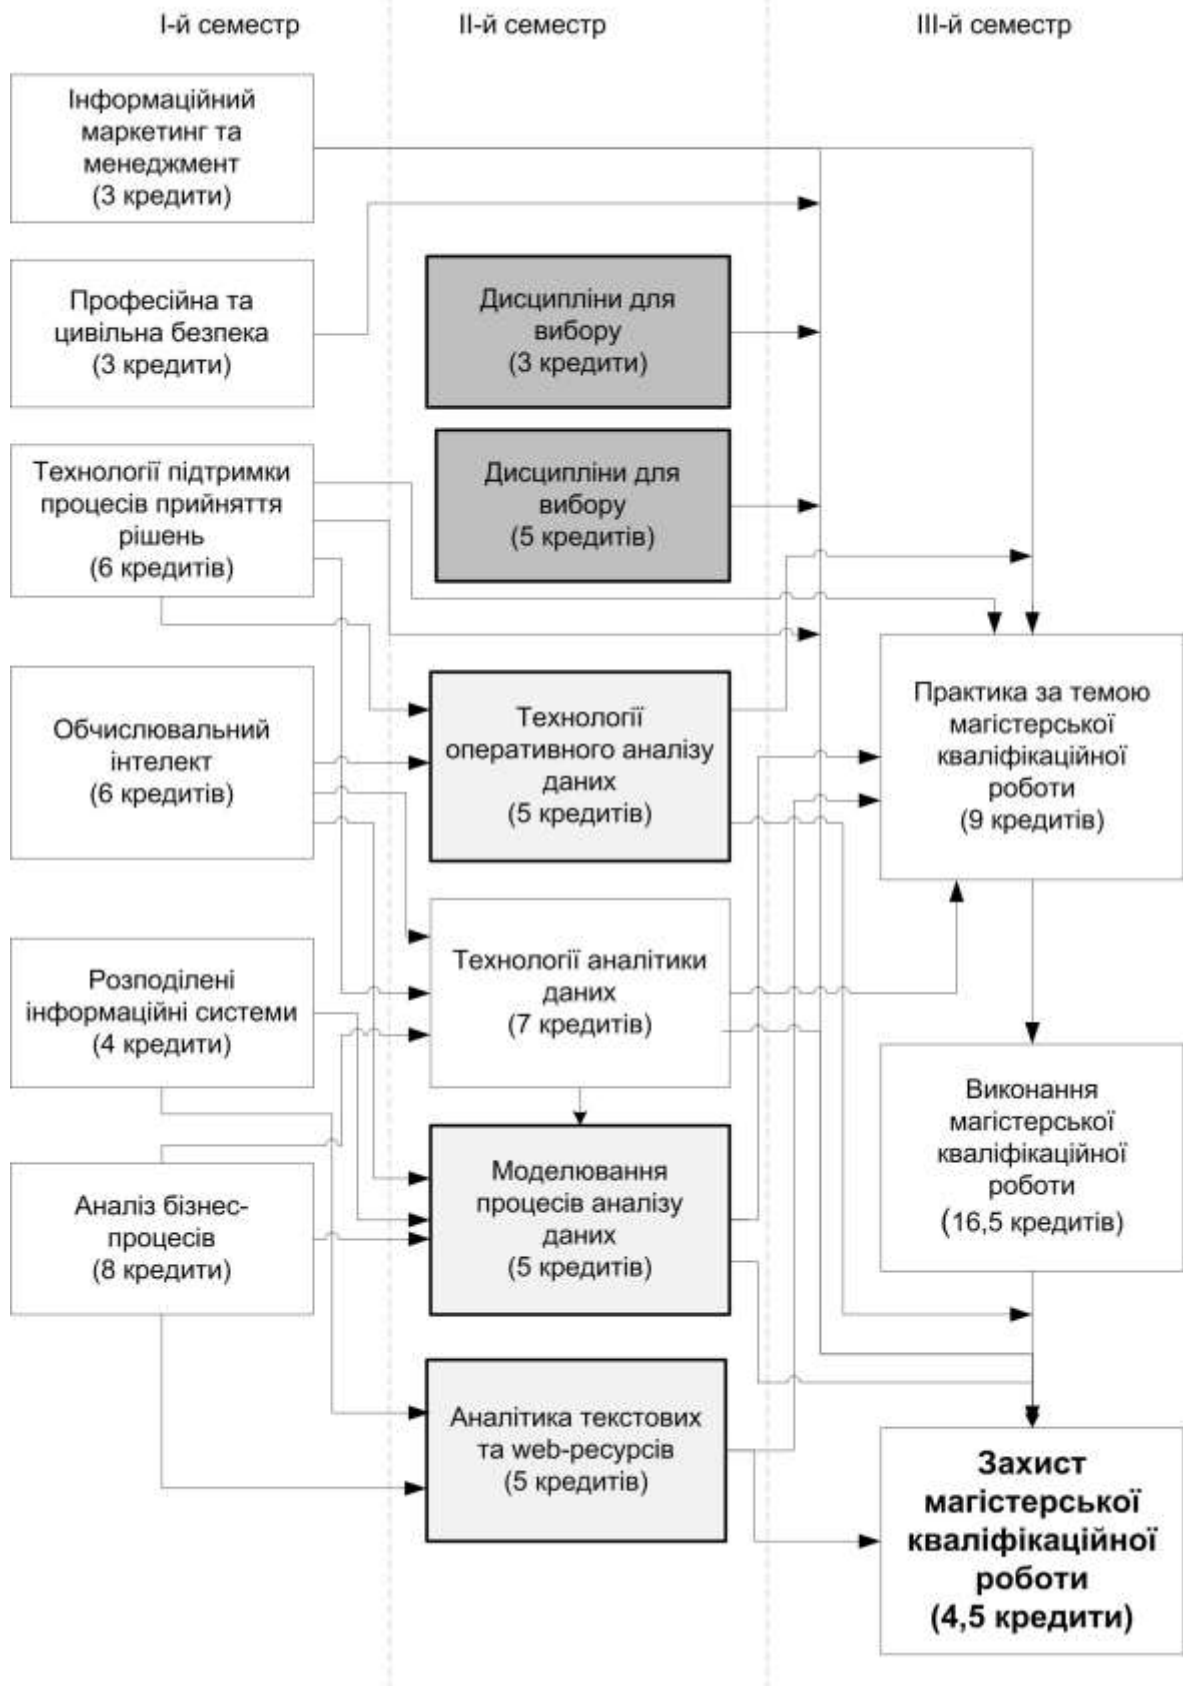 І-й семестр
ІІ-й семестр
ІІІ-й семестр
Інформаційний
маркетинг та
менеджмент
(3 кредити)
Професійна та
цивільна безпека
(3 кредити)
Технології підтримки
процесів прийняття
рішень
(6 кредитів)
Обчислювальний
інтелект
(6 кредитів)
Розподілені
інформаційні системи
(4 кредити)
Аналіз бізнес-
процесів
(8 кредити)
Дисципліни для
вибору
(3 кредити)
Дисципліни для
вибору
(5 кредитів)
Технології
оперативного аналізу
даних
(5 кредитів)
Технології аналітики
даних
(7 кредитів)
Моделювання
процесів аналізу
даних
(5 кредитів)
Аналітика текстових
та web-ресурсів
(5 кредитів)
Практика за темою
магістерської
кваліфікаційної
роботи
(9 кредитів)
Виконання
магістерської
кваліфікаційної
роботи
(16,5 кредитів)
Захист
магістерської
кваліфікаційної
роботи
(4,5 кредити)